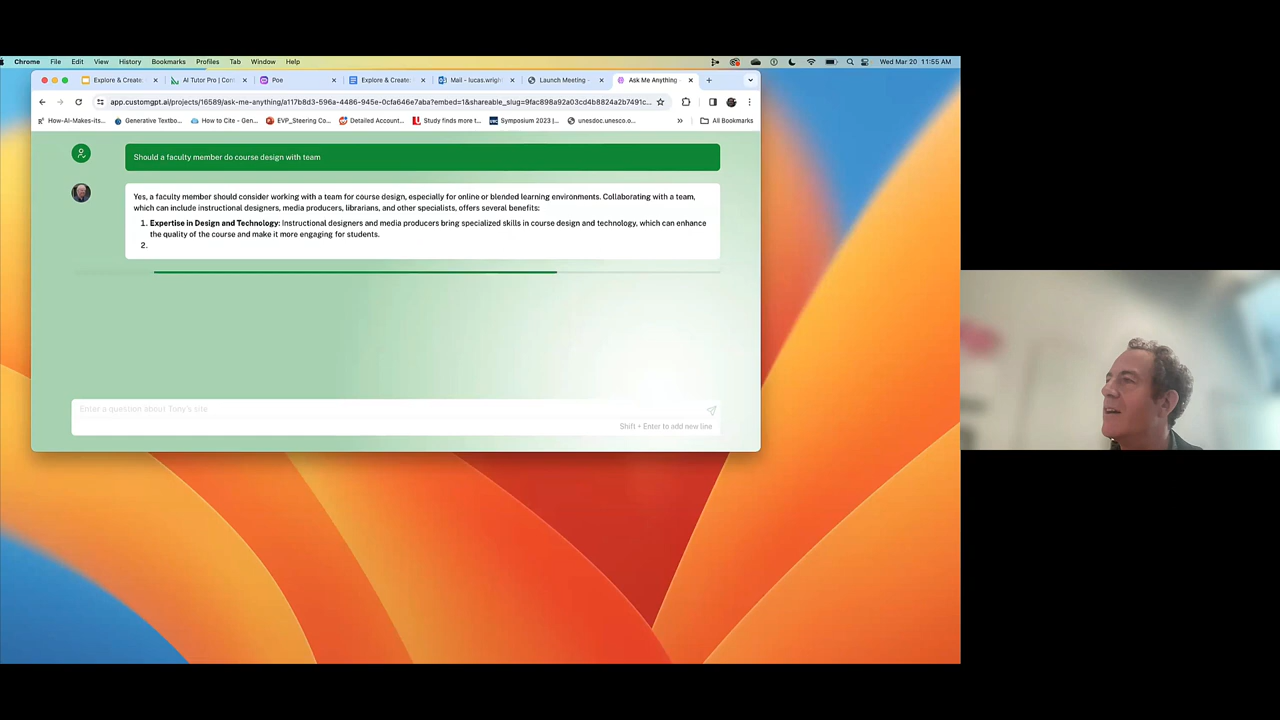 Chrome File Edit View History Bookmarks Profiles Tab Window Help Wed Mar 20 11:55 AM
Explore & Create: AI Tutor Pro | Con Poe Explore & Create: Mail - lucas.wrigh Launch Meeting - Ask Me Anything
app.customgpt.ai/projects/16589/ask-me-anything/a117b8d3-596a-4486-945e-0cfa646e7aba?embed=1&shareable_slug=9fac898a92a03cd4b8824a2b7491c...
How-AI-Makes-its... Generative Textbo... How to Cite - Gen... EVP_Steering Co... Detailed Account... Study finds more t... Symposium 2023 |... unesdoc.unesco.o... » All Bookmarks
Should a faculty member do course design with team
Yes, a faculty member should consider working with a team for course design, especially for online or blended learning environments. Collaborating with a team,
which can include instructional designers, media producers, librarians, and other specialists, offers several benefits:
1. Expertise in Design and Technology: Instructional designers and media producers bring specialized skills in course design and technology, which can enhance
the quality of the course and make it more engaging for students.
2.
Enter a question about Tony's site
Shift + Enter to add new line